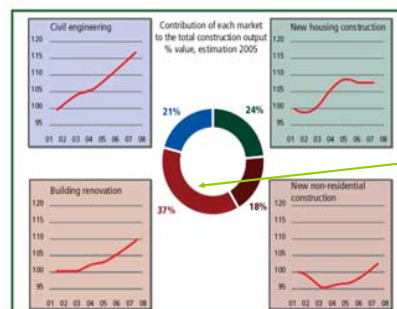 Civil engineering
120
115
110
105
100
95
01 02 03 04 05 06 07 08
Contribution of each market
to the total construction output
% value, estimation 2005
21%
24%
37%
18%
New housing construction
120
115
110
105
100
95
01 02 03 04 05 06 07 08
Building renovation
120
115
110
105
100
95
01 02 03 04 05 06 07 08
New non-residential
construction
120
115
110
105
100
95
01 02 03 04 05 06 07 08